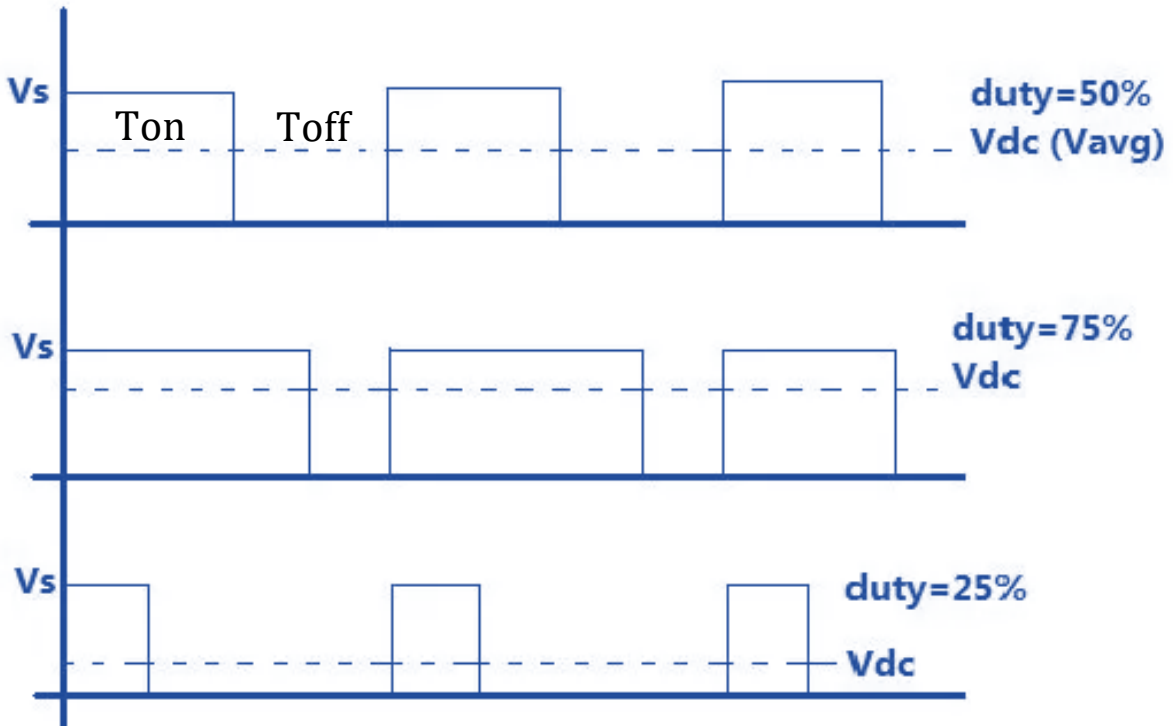 Vs
Ton
Toff
duty=50%
Vdc (Vavg)
Vs
duty=75%
Vdc
Vs
duty=25%
Vdc